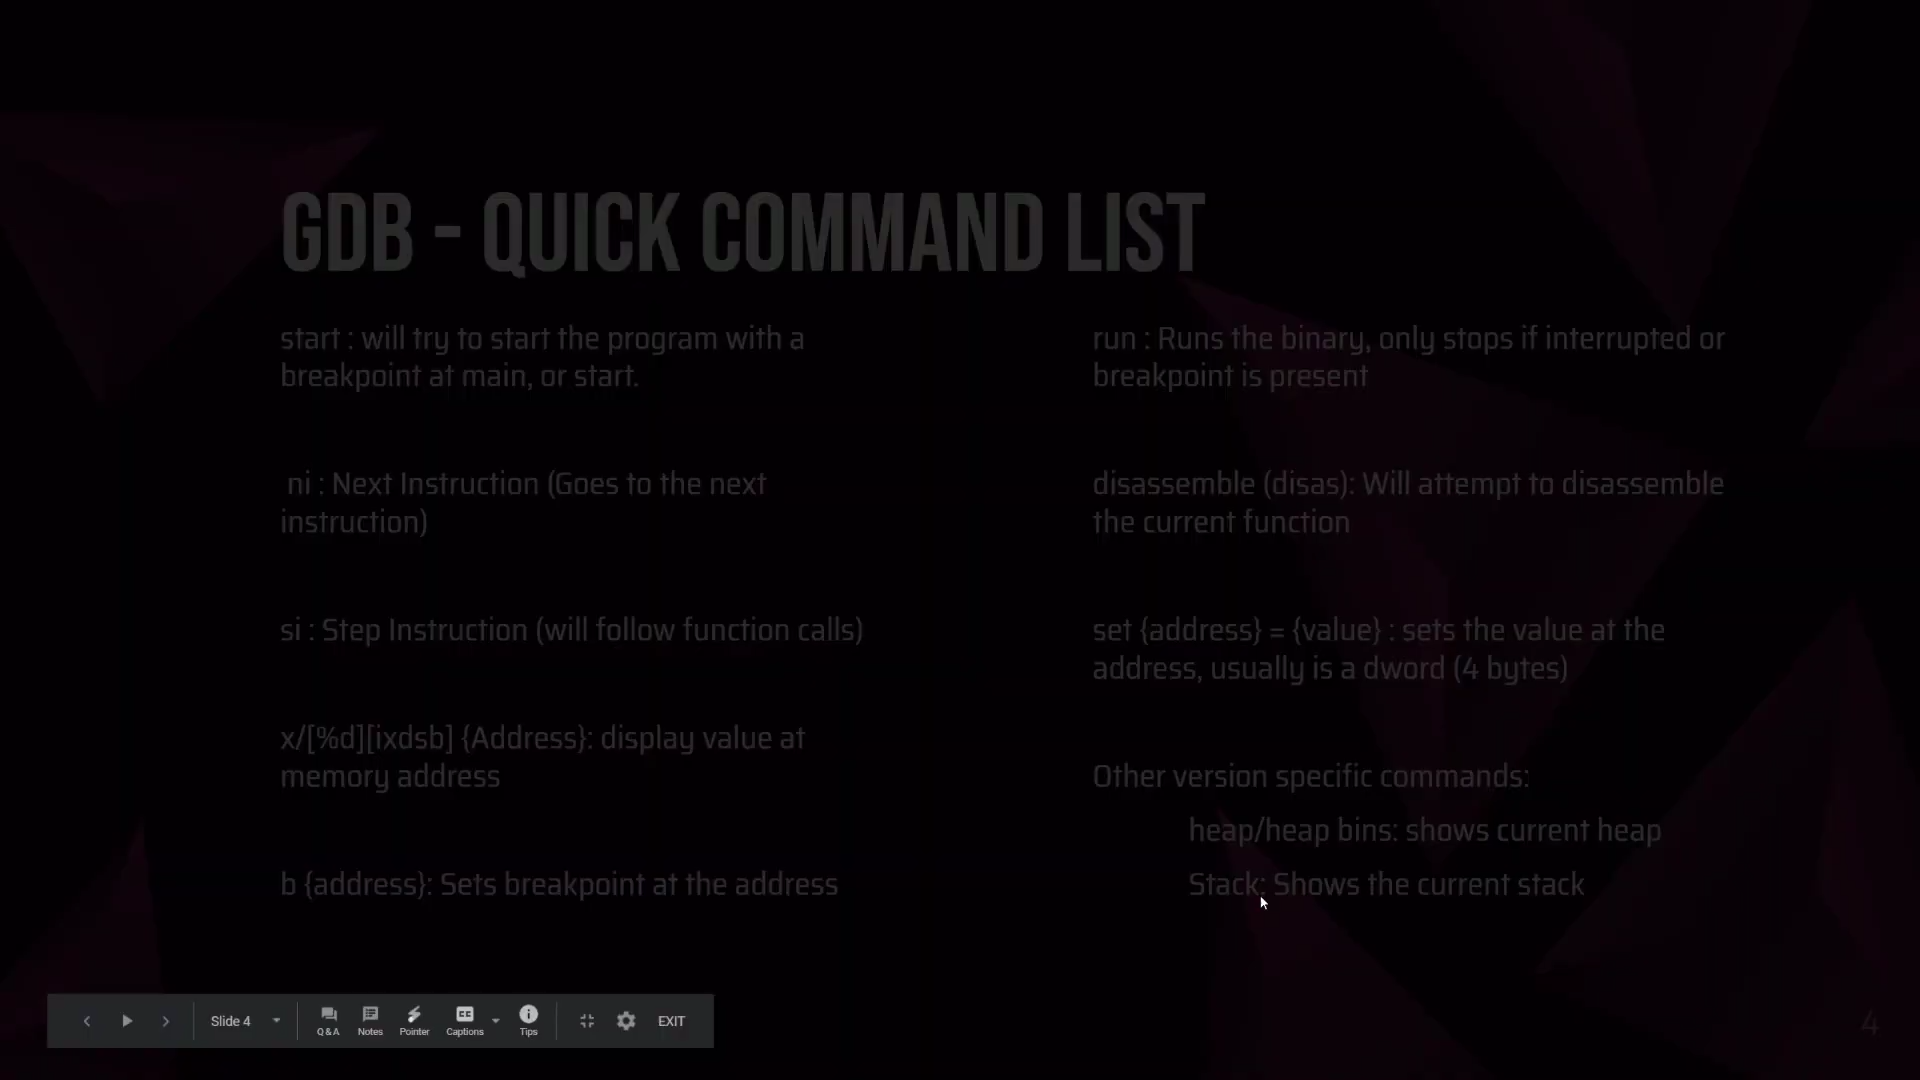 GDB - QUICK COMMAND LIST
start : will try to start the program with a
breakpoint at main, or start.
ni : Next Instruction (Goes to the next
instruction)
si : Step Instruction (will follow function calls)
x/[%d][ixdsb] {Address}: display value at
memory address
b {address}: Sets breakpoint at the address
run : Runs the binary, only stops if interrupted or
breakpoint is present
disassemble (disas): Will attempt to disassemble
the current function
set {address} = {value} : sets the value at the
address, usually is a dword (4 bytes)
Other version specific commands:
heap/heap bins: shows current heap
Stack: Shows the current stack
Slide 4
Q & A
Notes
Pointer
CC
Captions
Tips
EXIT
4